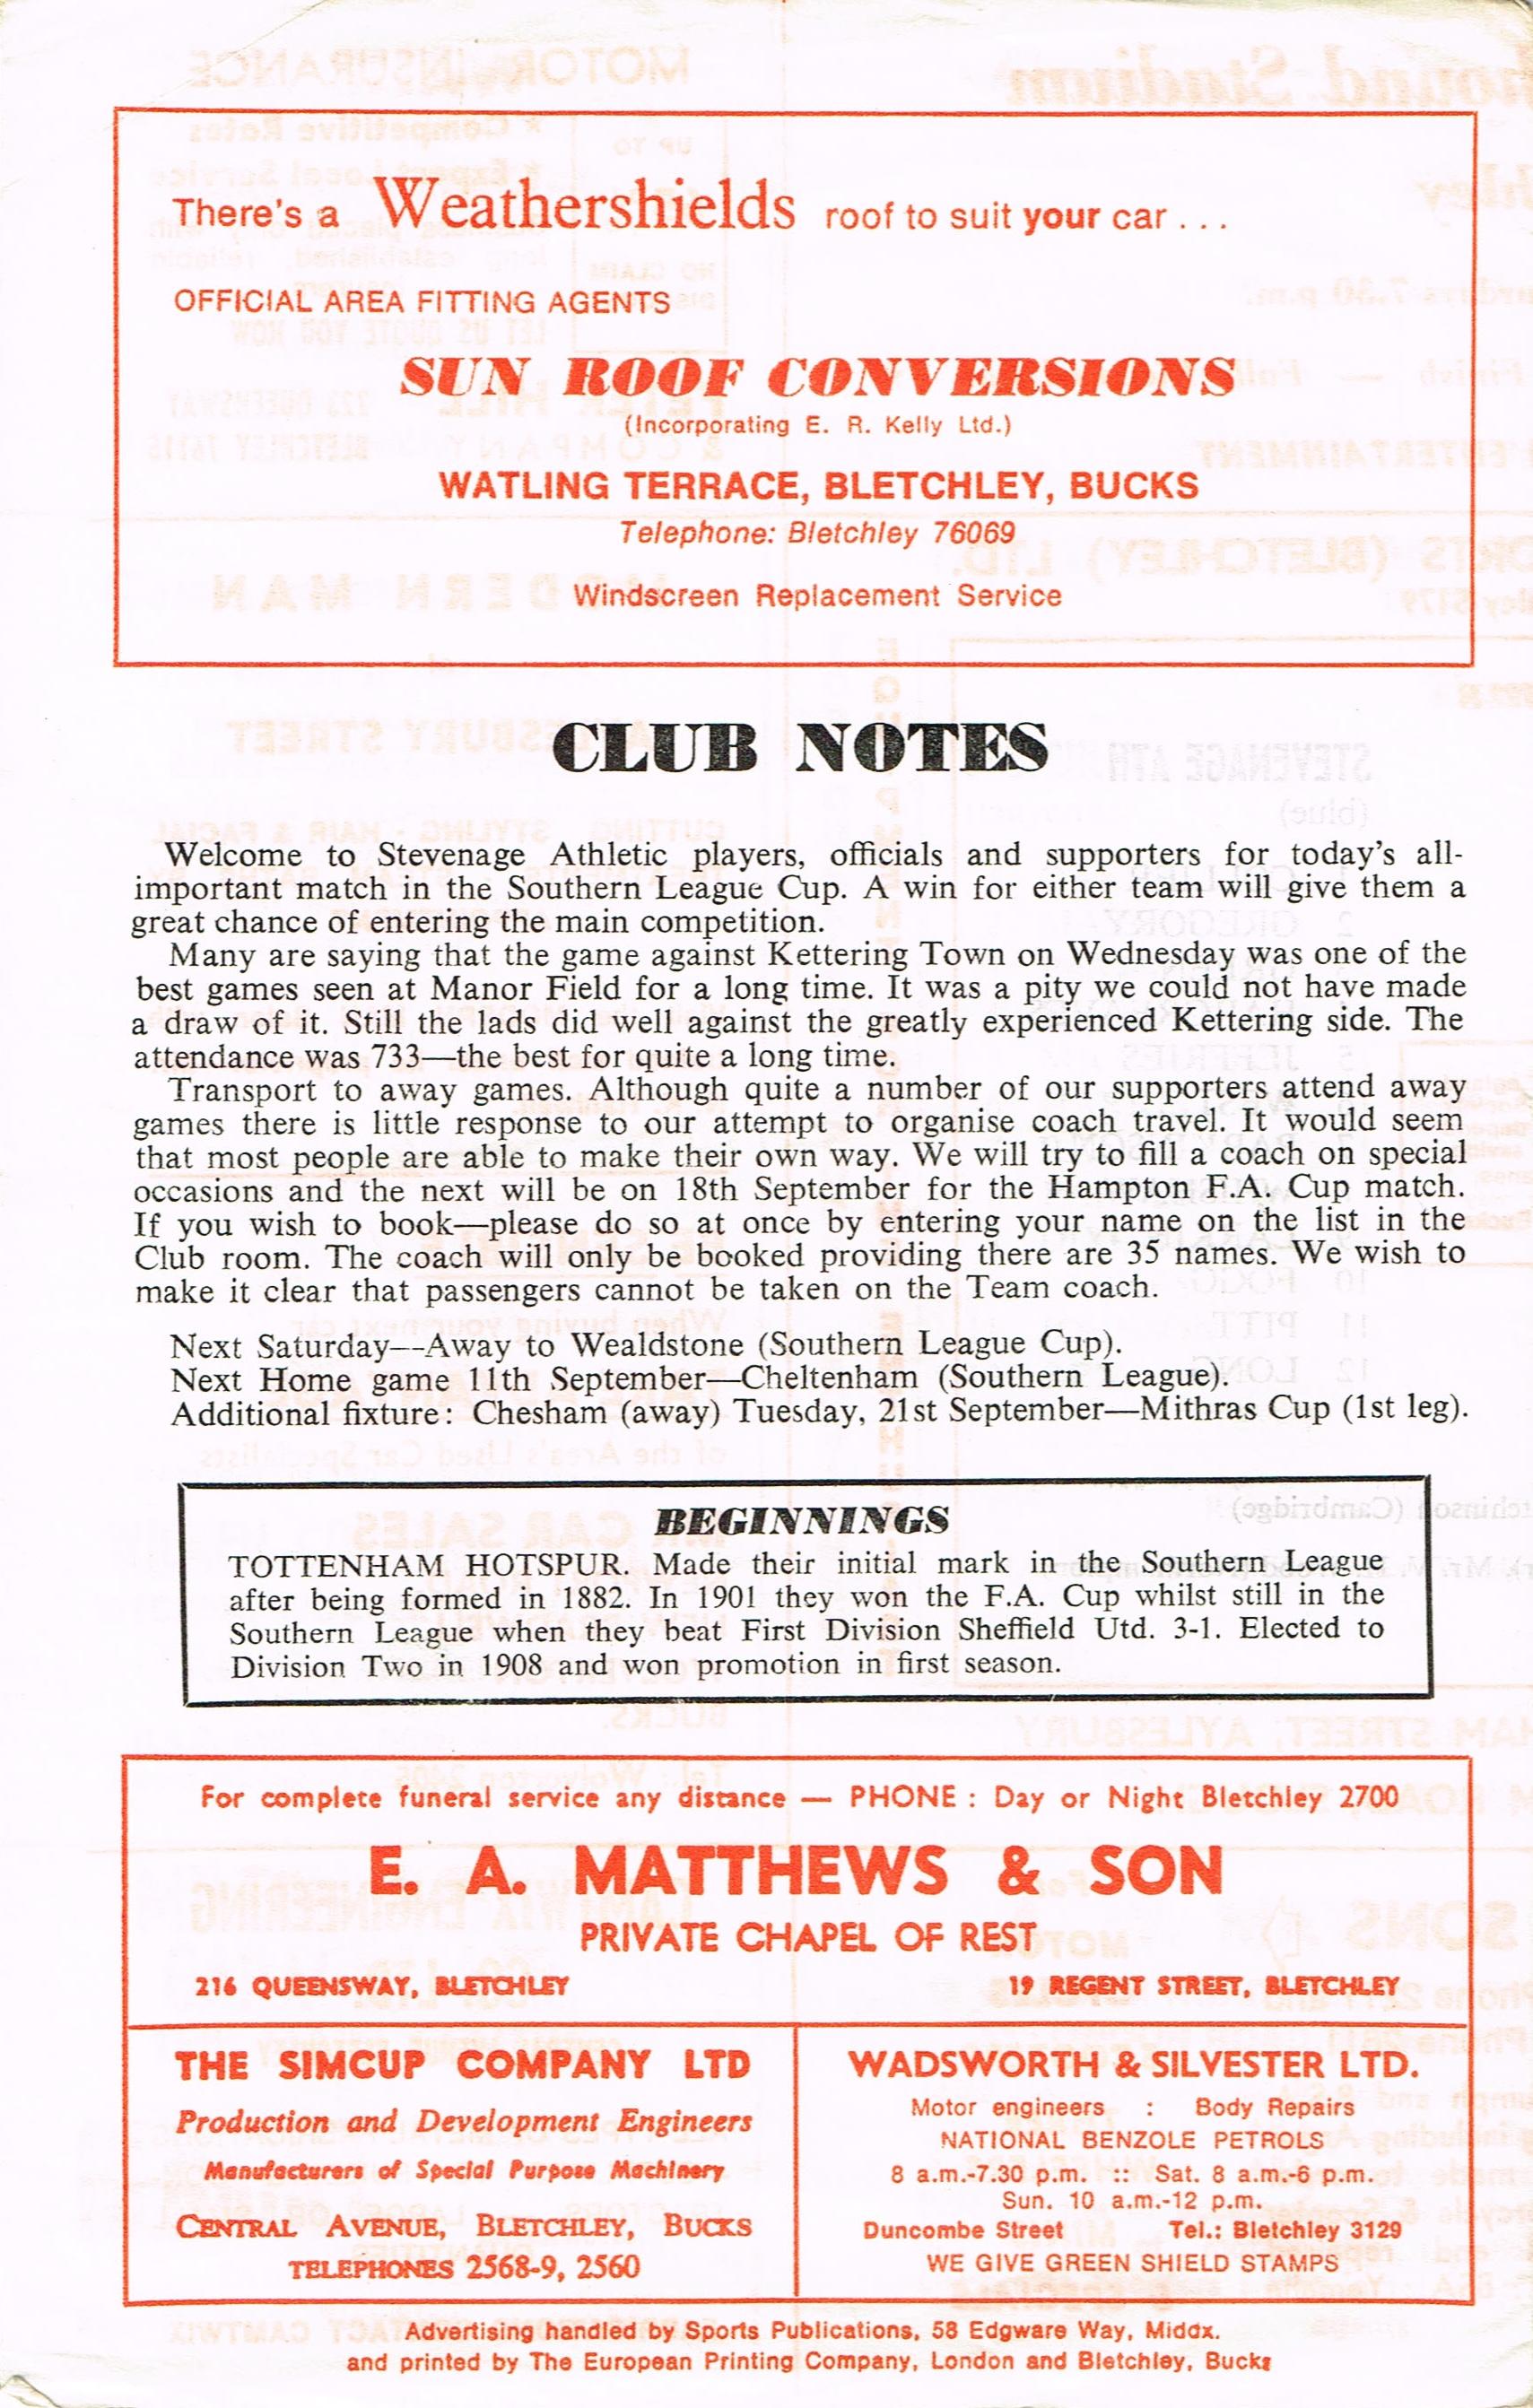 There's a Weathershields roof to suit your car . . .
OFFICIAL AREA FITTING AGENTS
SUN ROOF CONVERSIONS
(Incorporating E. R. Kelly Ltd.)
WATLING TERRACE, BLETCHLEY, BUCKS
Telephone: Bletchley 76069
Windscreen Replacement Service
CLUB NOTES
Welcome to Stevenage Athletic players, officials and supporters for today's all-
important match in the Southern League Cup. A win for either team will give them a
great chance of entering the main competition.
Many are saying that the game against Kettering Town on Wednesday was one of the
best games seen at Manor Field for a long time. It was a pity we could not have made
a draw of it. Still the lads did well against the greatly experienced Kettering side. The
attendance was 733—the best for quite a long time.
Transport to away games. Although quite a number of our supporters attend away
games there is little response to our attempt to organise coach travel. It would seem
that most people are able to make their own way. We will try to fill a coach on special
occasions and the next will be on 18th September for the Hampton F.A. Cup match.
If you wish to book—please do so at once by entering your name on the list in the
Club room. The coach will only be booked providing there are 35 names. We wish to
make it clear that passengers cannot be taken on the Team coach.
Next Saturday—-Away to Wealdstone (Southern League Cup).
Next Home game 11th September—Cheltenham (Southern League).
Additional fixture: Chesham (away) Tuesday, 21st September—Mithras Cup (1st leg).
BEGINNINGS
TOTTENHAM HOTSPUR. Made their initial mark in the Southern League
after being formed in 1882. In 1901 they won the F.A. Cup whilst still in the
Southern League when they beat First Division Sheffield Utd. 3-1. Elected to
Division Two in 1908 and won promotion in first season.
For complete funeral service any distance — PHONE : Day or Night Bletchley 2700
E. A. MATTHEWS & SON
PRIVATE CHAPEL OF REST
216 QUEENSWAY, BLETCHLEY 19 REGENT STREET, BLETCHLEY
THE SIMCUP COMPANY LTD
Production and Development Engineers
Manufacturers of Special Purpose Machinery
CENTRAL AVENUE, BLETCHLEY, BUCKS
TELEPHONES 2568-9, 2560
WADSWORTH & SILVESTER LTD.
Motor engineers : Body Repairs
NATIONAL BENZOLE PETROLS
8 a.m.-7.30 p.m. :: Sat. 8 a.m.-6 p.m.
Sun. 10 a.m.-12 p.m.
Duncombe Street Tel.: Bletchley 3129
WE GIVE GREEN SHIELD STAMPS
Advertising handled by Sports Publications, 58 Edgware Way, Middx.
and printed by The European Printing Company, London and Bletchley, Bucks